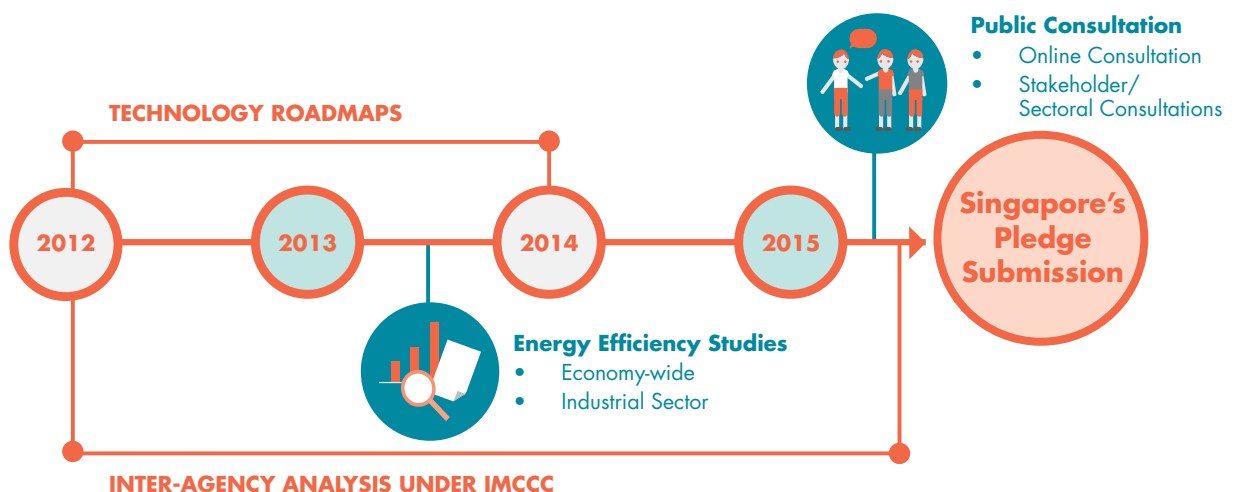 Public Consultation
• Online Consultation
• Stakeholder/
Sectoral Consultations
TECHNOLOGY ROADMAPS
2012
2013
2014
2015
Singapore's
Pledge
Submission
Energy Efficiency Studies
• Economy-wide
• Industrial Sector
INTER-AGENCY ANALYSIS UNDER IMCCC